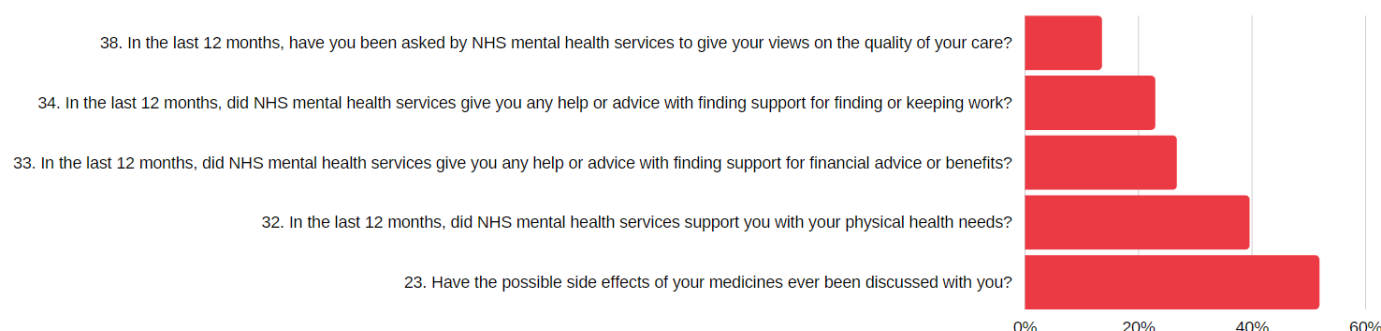 38. In the last 12 months, have you been asked by NHS mental health services to give your views on the quality of your care?
34. In the last 12 months, did NHS mental health services give you any help or advice with finding support for finding or keeping work?
33. In the last 12 months, did NHS mental health services give you any help or advice with finding support for financial advice or benefits?
32. In the last 12 months, did NHS mental health services support you with your physical health needs?
23. Have the possible side effects of your medicines ever been discussed with you?
0% 20% 40% 60%